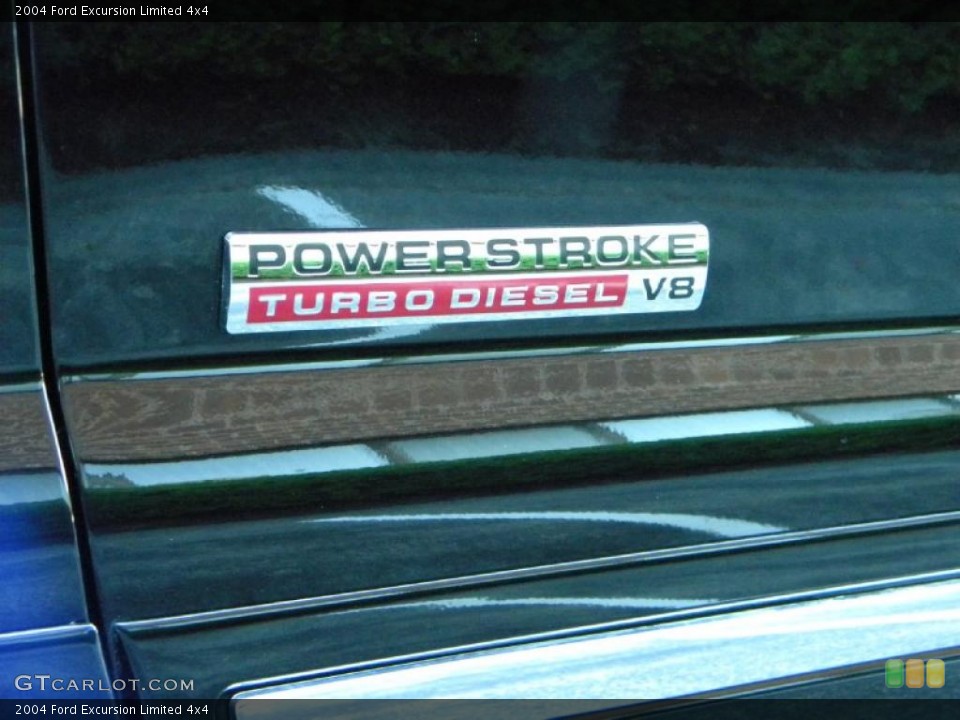 2004 Ford Excursion Limited 4x4
POWER STROKE
TURBO DIESEL V8
GTCARLOT.COM
2004 Ford Excursion Limited 4x4